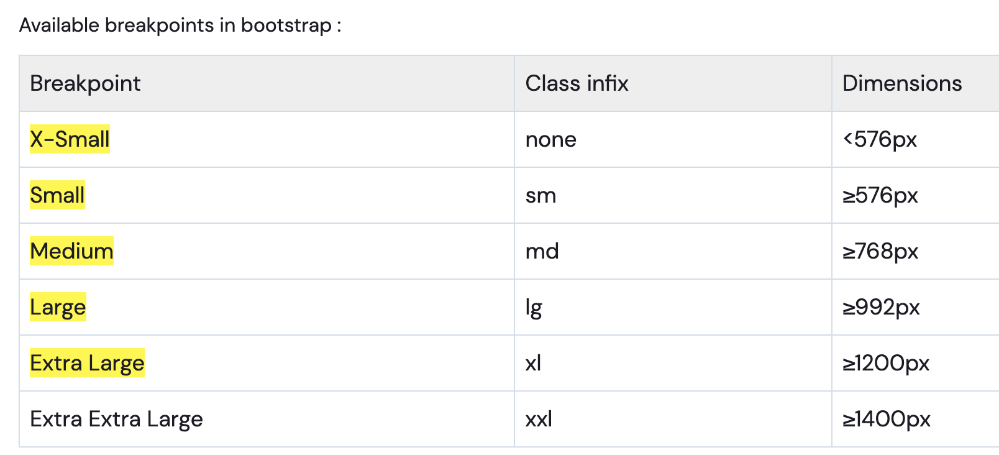 Available breakpoints in bootstrap :
Breakpoint Class infix Dimensions
X-Small none <576px
Small sm ≥576px
Medium md ≥768px
Large lg ≥992px
Extra Large xl ≥1200px
Extra Extra Large xxl ≥1400px